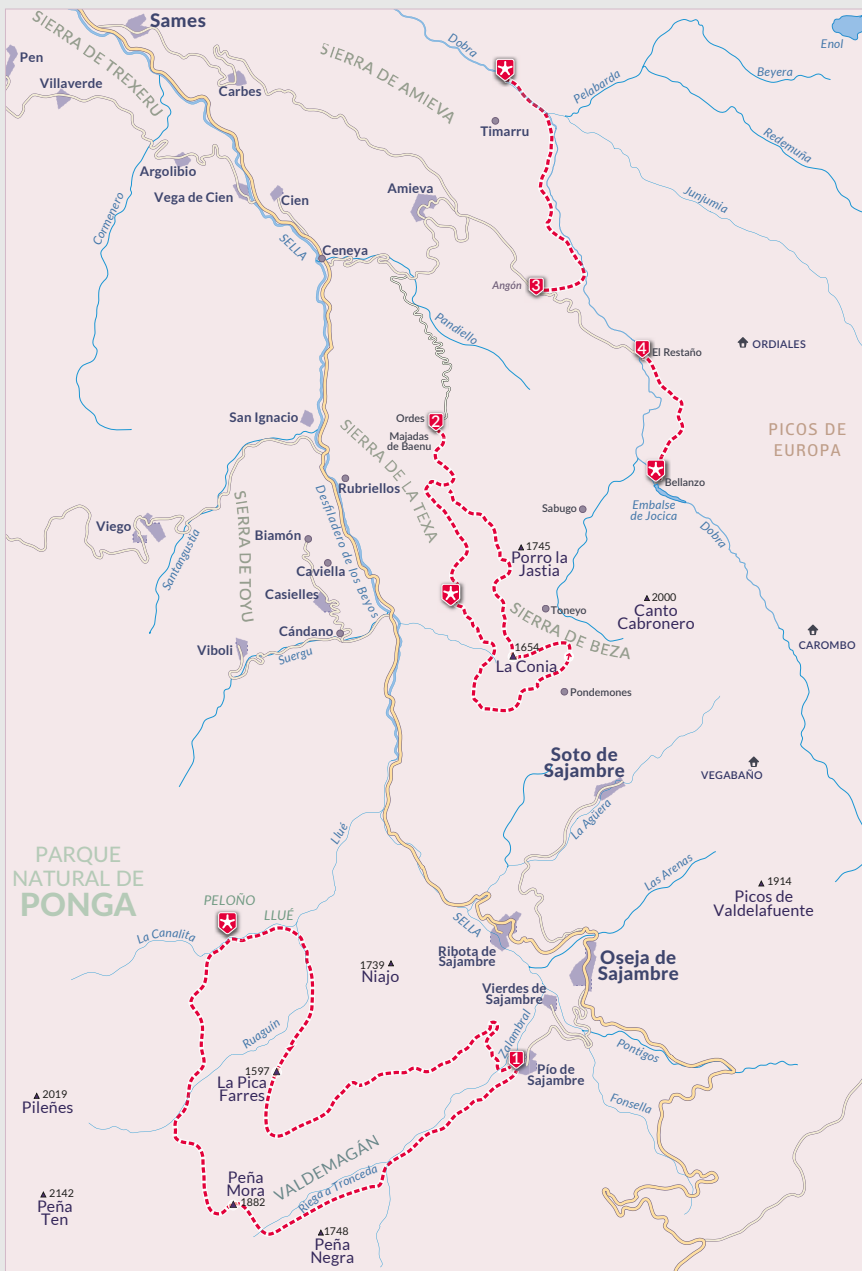 Sames
SIERRA DE TREXERU
Pen
Villaverde
Carbes
SIERRA DE AMIEVA
Dobra
Enol
Pelabarda
Beyera
Timarru
Redemuña
Argolibio
Vega de Cien
Cien
Amieva
Junjumia
Cormenero
SELLA
Ceneya
Angón
3
Pandiello
4
El Restaño
ORDIALES
San Ignacio
Ordes
2
Majadas
de Baenu
SIERRA DE LA TEXA
PICOS DE
EUROPA
Bellanzo
Rubriellos
Embalse
de Jocica
Sabugo
Dobra
Viego
SIERRA DE TOYU
Desfiladero de los Beyos
Biamón
Santangustia
Caviella
1745
Porro la
Jastia
Casielles
2000
Canto
Cabronero
Toneyo
SIERRA DE BEZA
Cándano
Viboli
Suergu
1654
La Conia
CAROMBO
Pondemones
Soto de
Sajambre
VEGABAÑO
La Agüera
Llué
PARQUE
NATURAL DE
PONGA
Las Arenas
1914
Picos de
Valdelafuente
PELOÑO
LLUÉ
La Canalita
SELLA
Ribota de
Sajambre
Oseja de
Sajambre
1739
Niajo
Vierdes de
Sajambre
Ruaguín
Zalambral
Pontigos
1
Pío de
Sajambre
1597
La Pica
Farres
Fonsella
2019
Pileñes
VALDEMAGÁN
Riega a Tronceda
Peña
Mora
1882
2142
Peña
Ten
1748
Peña
Negra